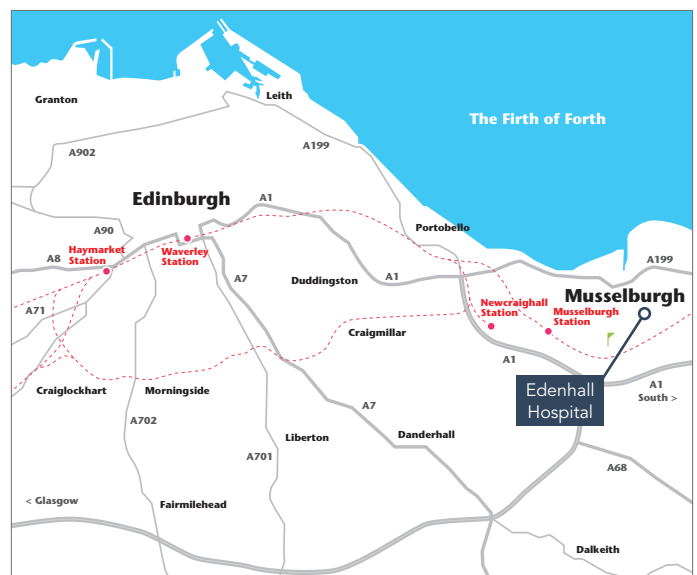 Granton
Leith
The Firth of Forth
A902
A199
Edinburgh
A1
A90
Portobello
Haymarket
Station
Waverley
Station
A8
A7
Duddingston
A1
A199
Musselburgh
Newcraighall
Station
Musselburgh
Station
A71
Craigmillar
A1
Edenhall
Hospital
A1
South >
Craiglockhart
Morningside
A7
A702
Liberton
Danderhall
A701
A68
< Glasgow
Fairmilehead
Dalkeith